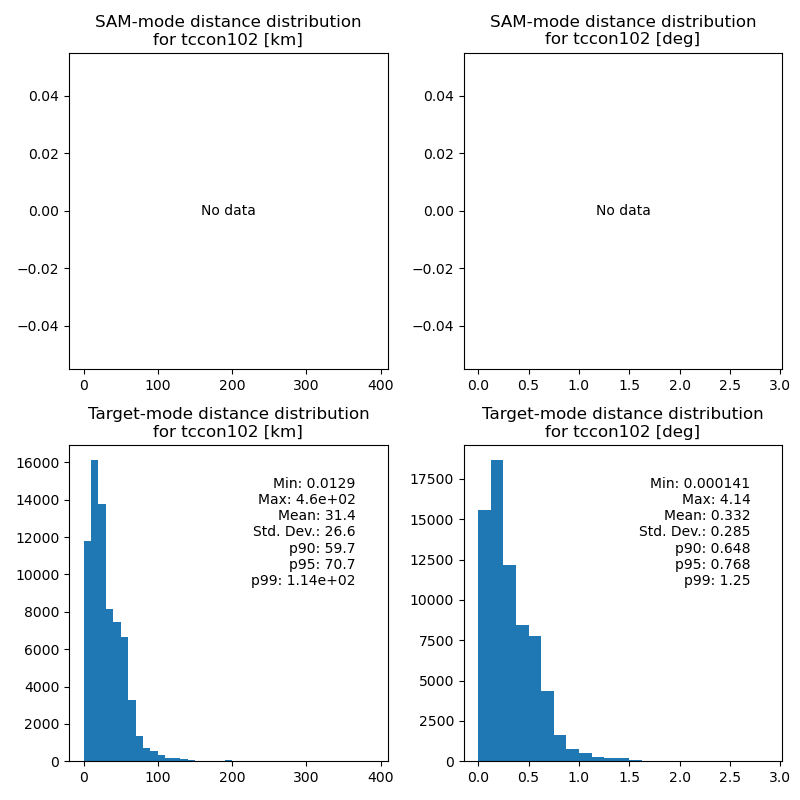 SAM-mode distance distribution
for tccon102 [km]
0.04
0.02
0.00
−0.02
−0.04
No data
0
100
200
300
400
SAM-mode distance distribution
for tccon102 [deg]
0.04
0.02
0.00
−0.02
−0.04
No data
0.0
0.5
1.0
1.5
2.0
2.5
3.0
Target-mode distance distribution
for tccon102 [km]
16000
14000
12000
10000
8000
6000
4000
2000
0
Min: 0.0129
Max: 4.6e+02
Mean: 31.4
Std. Dev.: 26.6
p90: 59.7
p95: 70.7
p99: 1.14e+02
0
100
200
300
400
Target-mode distance distribution
for tccon102 [deg]
17500
15000
12500
10000
7500
5000
2500
0
Min: 0.000141
Max: 4.14
Mean: 0.332
Std. Dev.: 0.285
p90: 0.648
p95: 0.768
p99: 1.25
0.0
0.5
1.0
1.5
2.0
2.5
3.0